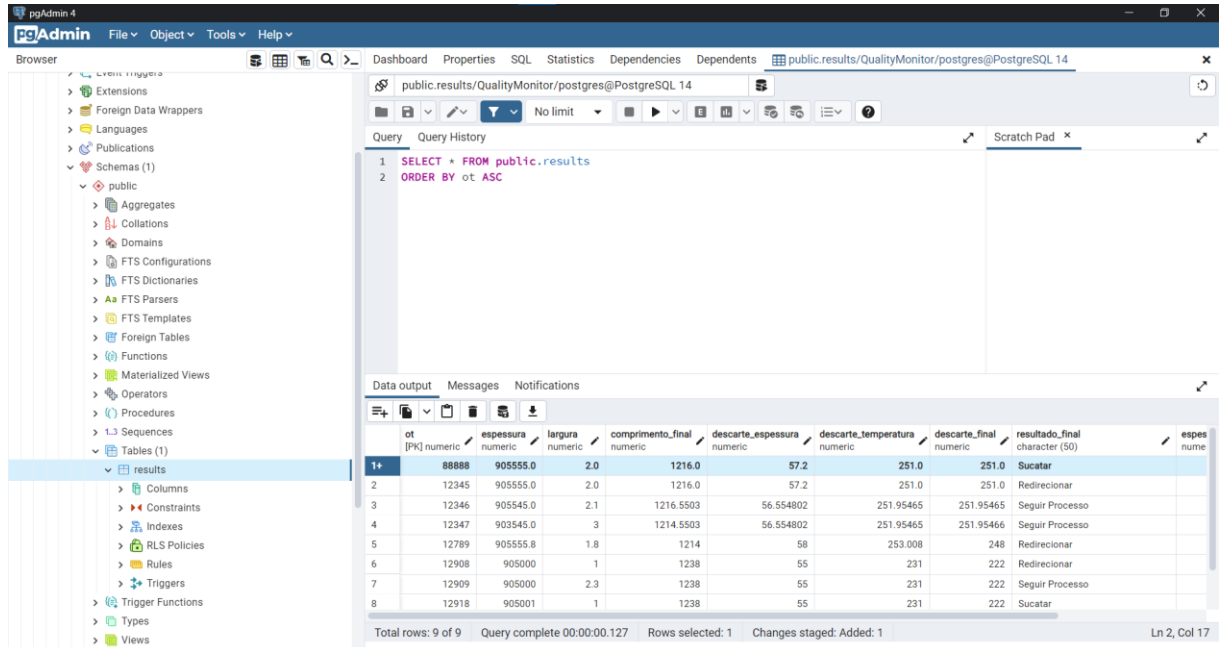 pgAdmin 4
pgAdmin File Object Tools Help
Browser
Dashboard Properties SQL Statistics Dependencies Dependents public.results/QualityMonitor/postgres@PostgreSQL 14
Event Triggers
Extensions
Foreign Data Wrappers
Languages
Publications
Schemas (1)
public
Aggregates
Collations
Domains
FTS Configurations
FTS Dictionaries
Aa FTS Parsers
FTS Templates
Foreign Tables
Functions
Materialized Views
Operators
Procedures
1..3 Sequences
Tables (1)
results
Columns
Constraints
Indexes
RLS Policies
Rules
Triggers
Trigger Functions
Types
Views
public.results/QualityMonitor/postgres@PostgreSQL 14
No limit
Query Query History
Scratch Pad
1 SELECT * FROM public.results
2 ORDER BY ot ASC
Data output Messages Notifications
ot espessura largura comprimento_final descarte_espessura descarte_temperatura descarte_final resultado_final espes
[PK] numeric numeric numeric numeric numeric numeric numeric character (50) nume
1+ 88888 905555.0 2.0 1216.0 57.2 251.0 251.0 Sucatar
2 12345 905555.0 2.0 1216.0 57.2 251.0 251.0 Redirecionar
3 12346 905545.0 2.1 1216.5503 56.554802 251.95465 251.95465 Seguir Processo
4 12347 903545.0 3 1214.5503 56.554802 251.95465 251.95466 Seguir Processo
5 12789 905555.8 1.8 1214 58 253.008 248 Redirecionar
6 12908 905000 1 1238 55 231 222 Redirecionar
7 12909 905000 2.3 1238 55 231 222 Seguir Processo
8 12918 905001 1 1238 55 231 222 Sucatar
Total rows: 9 of 9 Query complete 00:00:00.127 Rows selected: 1 Changes staged: Added: 1 Ln 2, Col 17